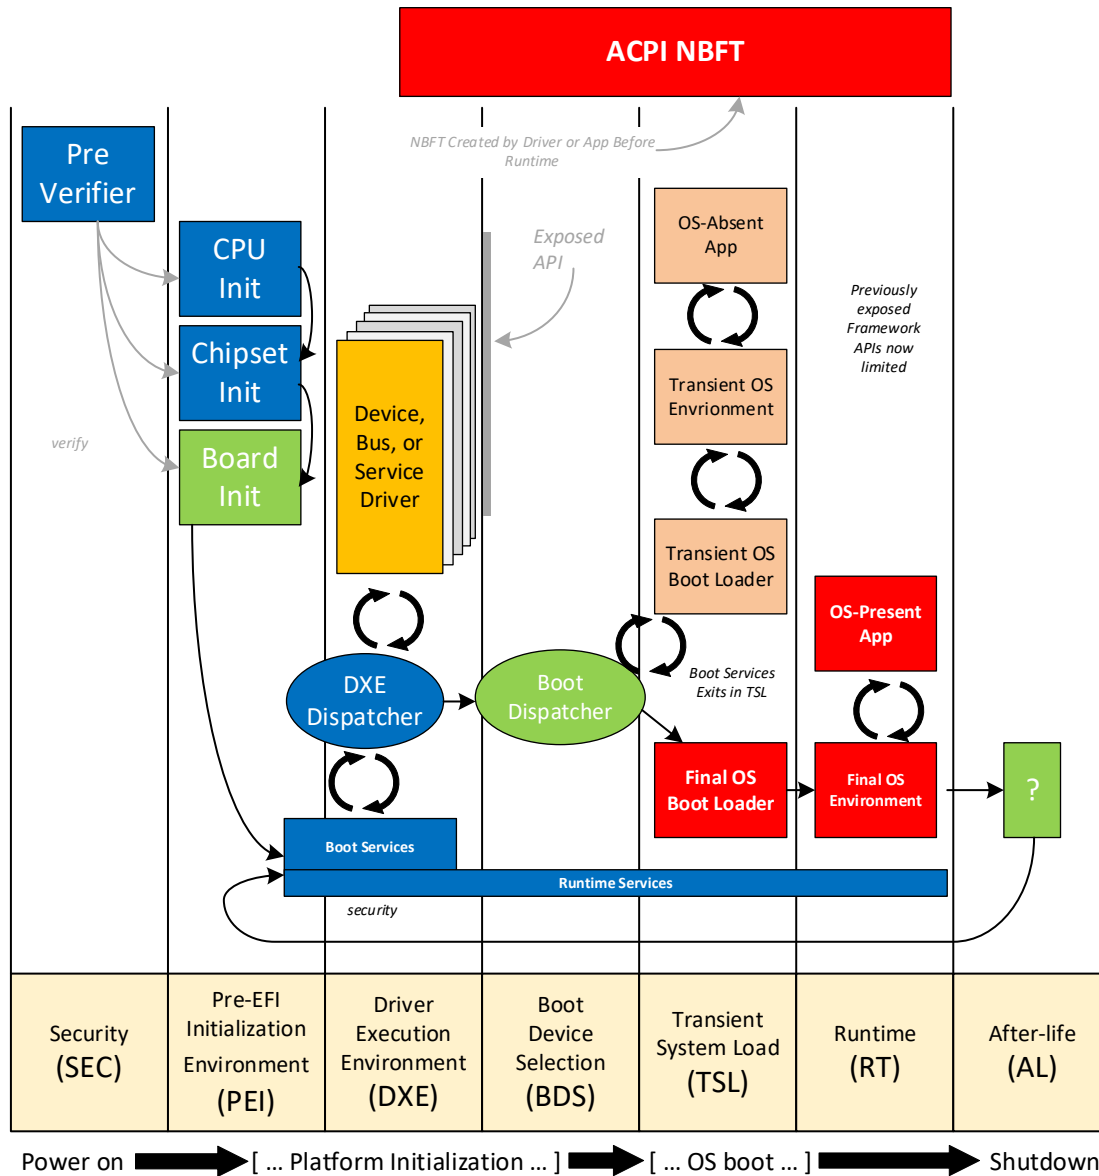 ACPI NBFT
NBFT Created by Driver or App Before
Runtime
Pre
Verifier
CPU
Init
Chipset
Init
verify
Board
Init
Exposed
API
Device,
Bus, or
Service
Driver
OS-Absent
App
Transient OS
Envrionment
Transient OS
Boot Loader
Previously
exposed
Framework
APIs now
limited
OS-Present
App
DXE
Dispatcher
Boot
Dispatcher
Boot Services
Exits in TSL
Final OS
Boot Loader
Final OS
Environment
?
Boot Services
Runtime Services
security
Security
(SEC)
Pre-EFI
Initialization
Environment
(PEI)
Driver
Execution
Environment
(DXE)
Boot
Device
Selection
(BDS)
Transient
System Load
(TSL)
Runtime
(RT)
After-life
(AL)
Power on [ ... Platform Initialization ... ] [ ... OS boot ... ] Shutdown